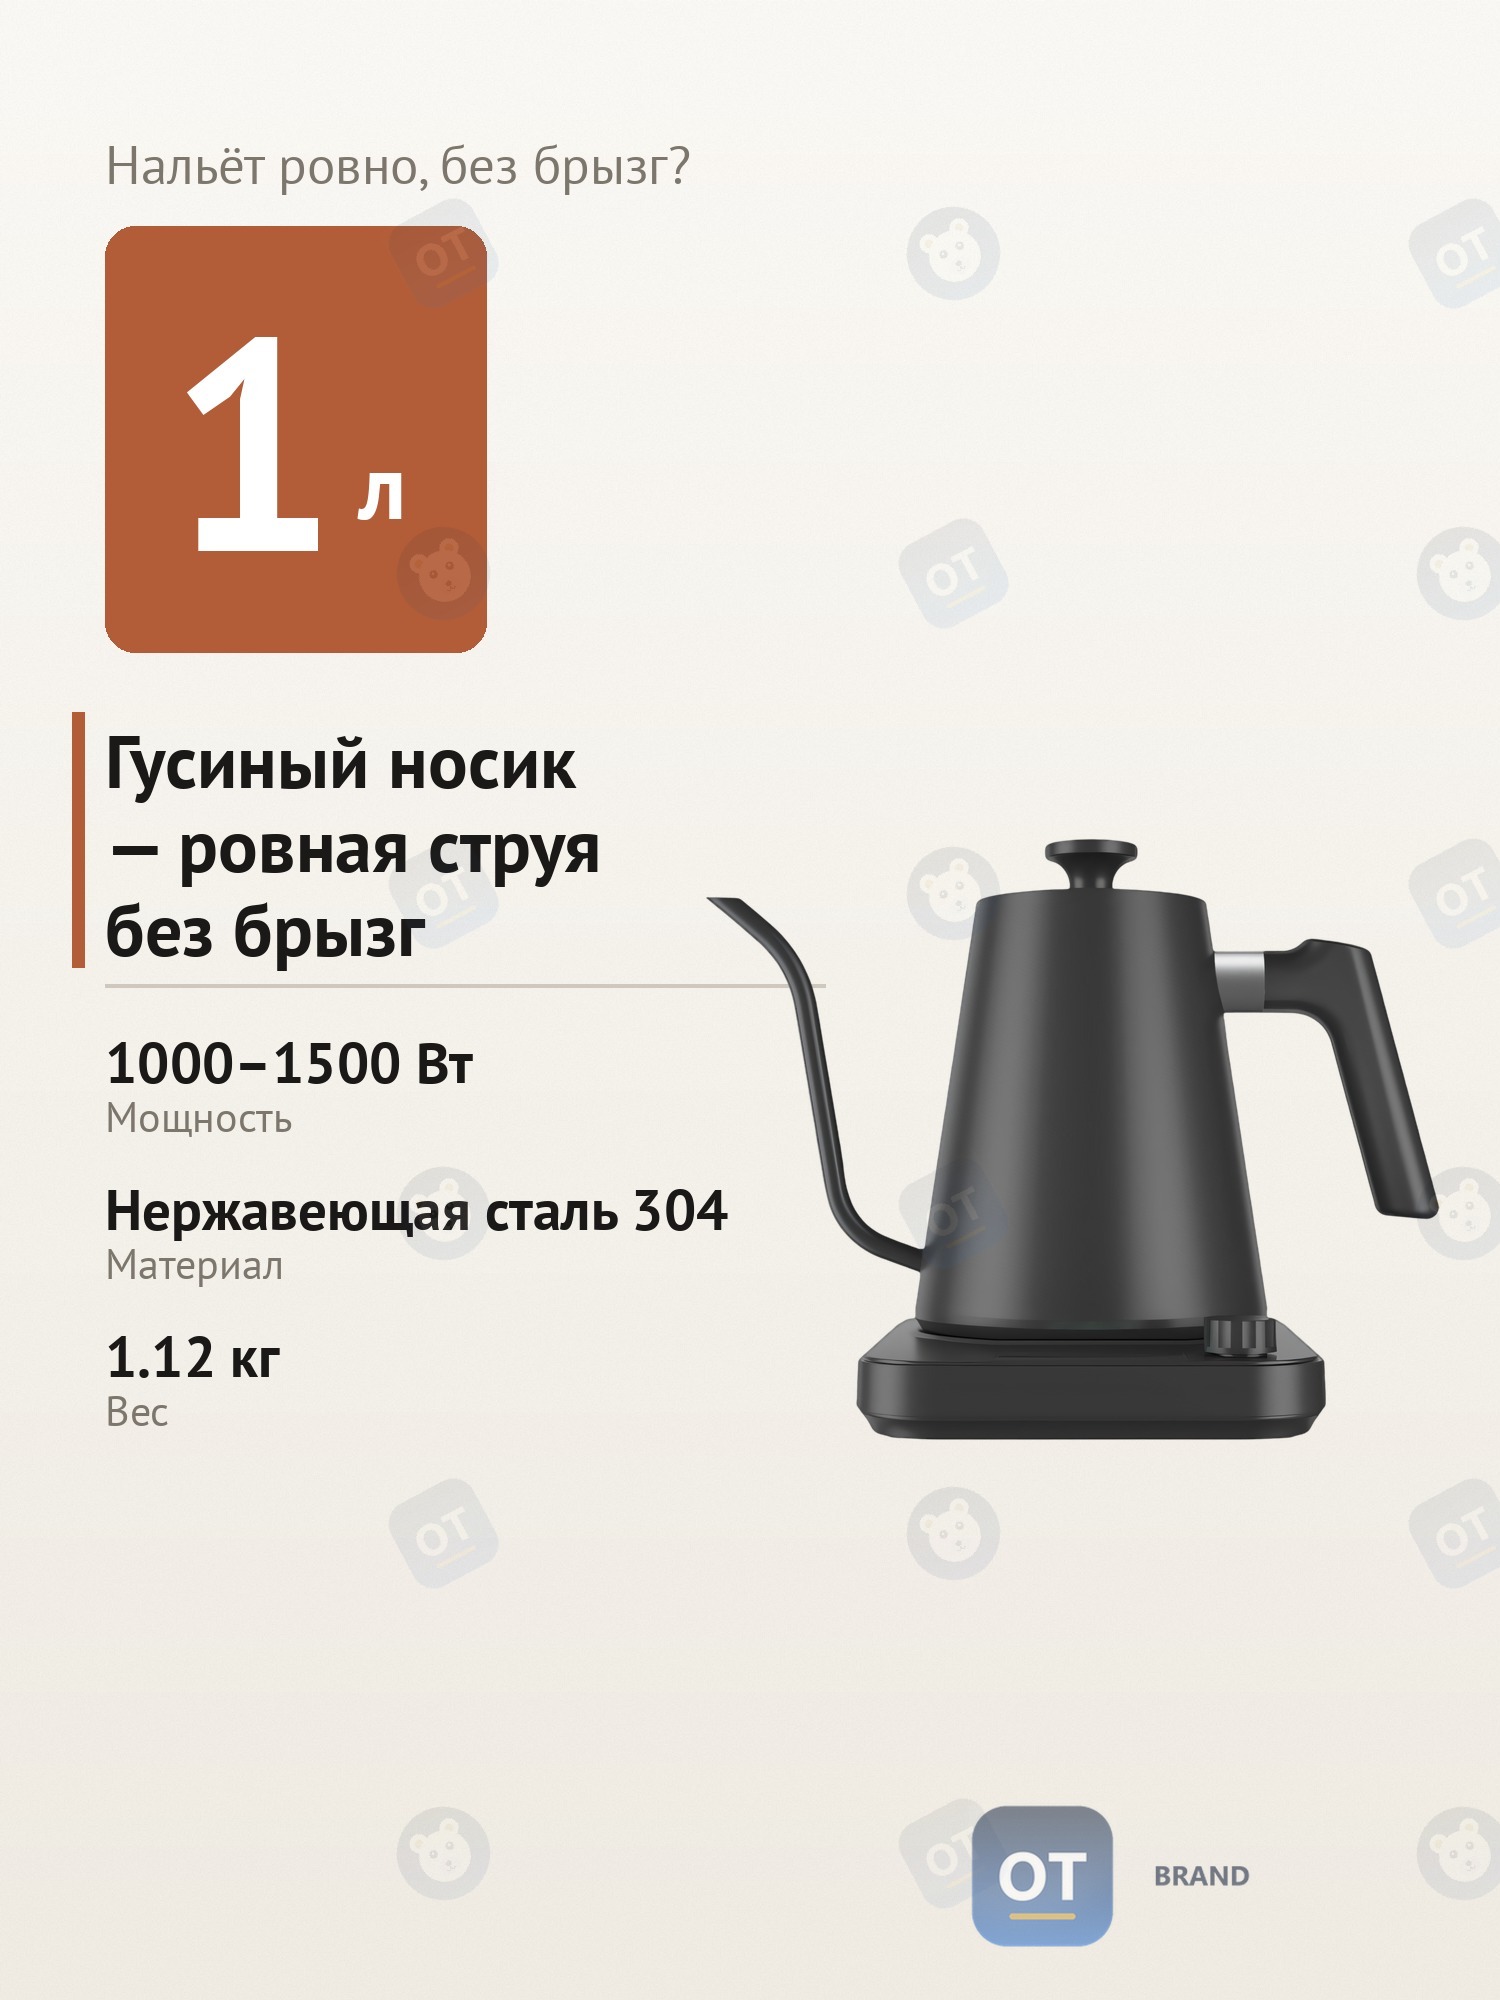 Нальёт ровно, без брызг?
1 л
Гусиный носик
— ровная струя
без брызг
1000–1500 Вт
Мощность
Нержавеющая сталь 304
Материал
1.12 кг
Вес
OT
BRAND